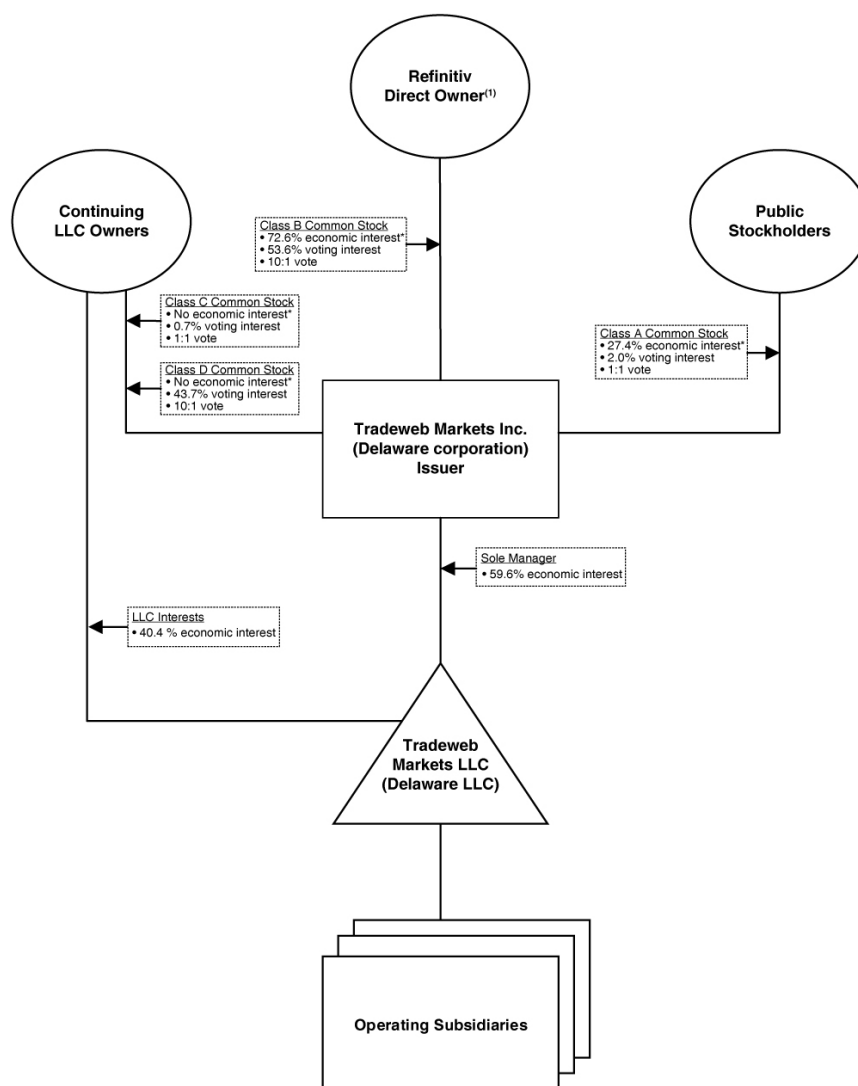 Refinitiv
Direct Owner(1)
Continuing
LLC Owners
Public
Stockholders
Class B Common Stock
• 72.6% economic interest*
• 53.6% voting interest
• 10:1 vote
Class C Common Stock
• No economic interest*
• 0.7% voting interest
• 1:1 vote
Class A Common Stock
• 27.4% economic interest*
• 2.0% voting interest
• 1:1 vote
Class D Common Stock
• No economic interest*
• 43.7% voting interest
• 10:1 vote
Tradeweb Markets Inc.
(Delaware corporation)
Issuer
Sole Manager
• 59.6% economic interest
LLC Interests
• 40.4 % economic interest
Tradeweb
Markets LLC
(Delaware LLC)
Operating Subsidiaries